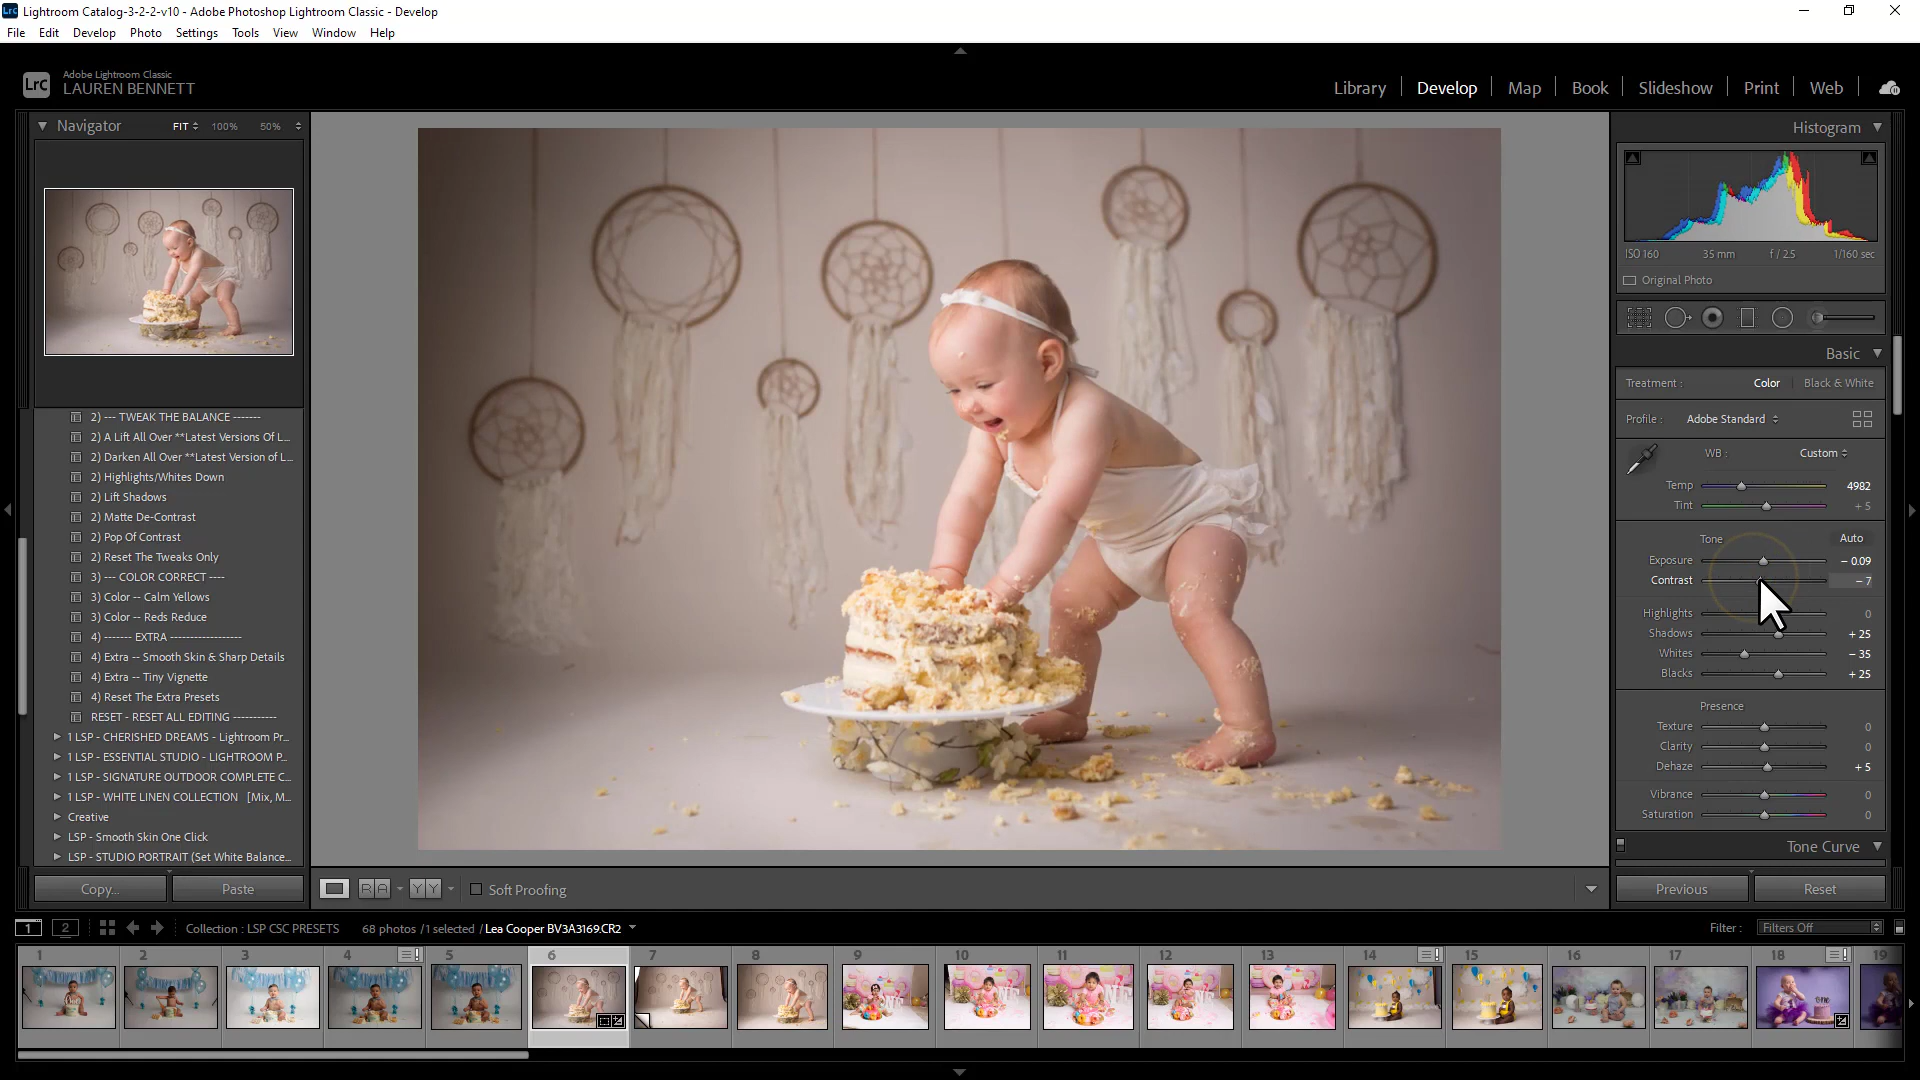 Lightroom Catalog-3-2-2-v10 - Adobe Photoshop Lightroom Classic - Develop
File Edit Develop Photo Settings Tools View Window Help
LrC Adobe Lightroom Classic
LAUREN BENNETT
Library Develop Map Book Slideshow Print Web
Navigator FIT 100% 50%
2) --- TWEAK THE BALANCE -------
2) A Lift All Over **Latest Versions Of L...
2) Darken All Over **Latest Version of L...
2) Highlights/Whites Down
2) Lift Shadows
2) Matte De-Contrast
2) Pop Of Contrast
2) Reset The Tweaks Only
3) --- COLOR CORRECT ----
3) Color -- Calm Yellows
3) Color -- Reds Reduce
4) ------- EXTRA ------------------
4) Extra -- Smooth Skin & Sharp Details
4) Extra -- Tiny Vignette
4) Reset The Extra Presets
RESET - RESET ALL EDITING -----------
1 LSP - CHERISHED DREAMS - Lightroom Pr...
1 LSP - ESSENTIAL STUDIO - LIGHTROOM P...
1 LSP - SIGNATURE OUTDOOR COMPLETE C...
1 LSP - WHITE LINEN COLLECTION [Mix, M...
Creative
LSP - Smooth Skin One Click
LSP - STUDIO PORTRAIT (Set White Balance...
Copy... Paste
Soft Proofing
Histogram
ISO 160 35 mm f / 2.5 1/160 sec
Original Photo
Basic
Treatment : Color Black & White
Profile : Adobe Standard
WB : Custom
Temp 4982
Tint + 5
Tone Auto
Exposure – 0.09
Contrast – 7
Highlights 0
Shadows + 25
Whites – 35
Blacks + 25
Presence
Texture 0
Clarity 0
Dehaze + 5
Vibrance 0
Saturation 0
Tone Curve
Previous Reset
1 2 Collection : LSP CSC PRESETS 68 photos / 1 selected / Lea Cooper BV3A3169.CR2 Filter : Filters Off
1 2 3 4 5 6 7 8 9 10 11 12 13 14 15 16 17 18 19